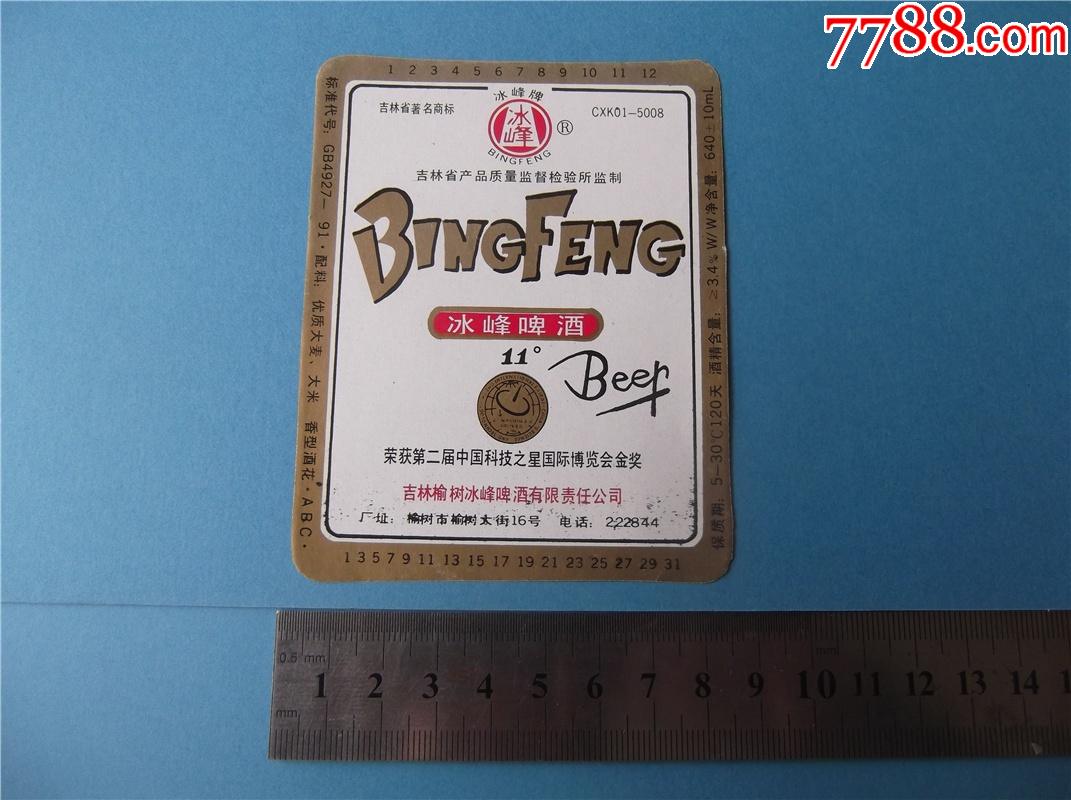 7788.com
1 2 3 4 5 6 7 8 9 10 11 12
冰峰牌
吉林省著名商标
冰峰
®
CXK01-5008
BINGFENG
吉林省产品质量监督检验所监制
BINGFENG
冰峰啤酒
11°
Beer
荣获第二届中国科技之星国际博览会金奖
吉林榆树冰峰啤酒有限责任公司
厂址：榆树市榆树大街16号 电话：222844
1 3 5 7 9 11 13 15 17 19 21 23 25 27 29 31
标准代号：GB4927—91·配料：优质大麦、大米 香型酒花·ABC·
保质期：5—30℃120天 酒精含量：≥3.4% W/W净含量：640±10mL
0.5 mm
mm
mm
1 2 3 4 5 6 7 8 9 10 11 12 13 14